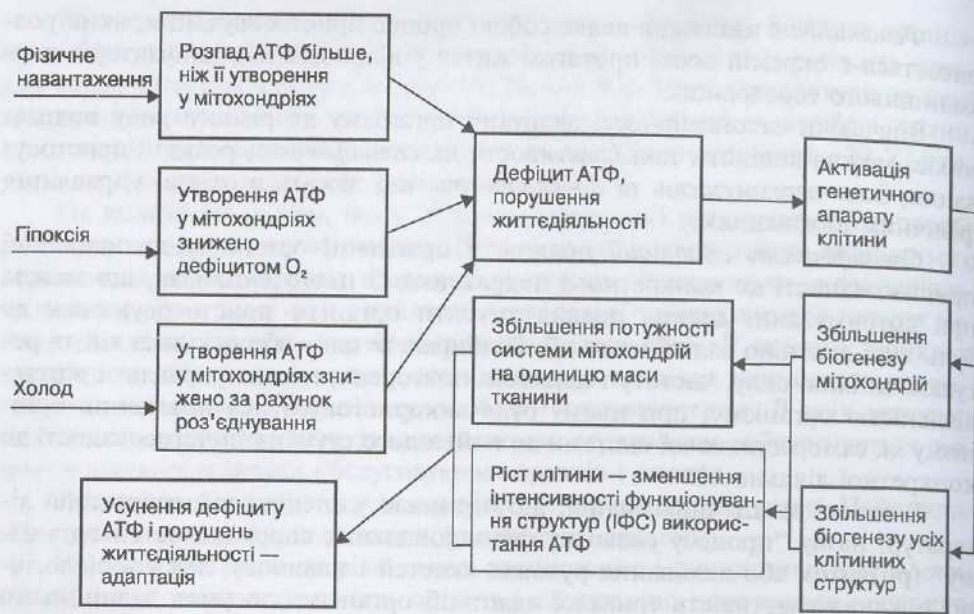 Фізичне
навантаження
Розпад АТФ більше,
ніж її утворення
у мітохондріях
Гіпоксія
Утворення АТФ
у мітохондріях
знижено
дефіцитом O₂
Холод
Утворення АТФ
у мітохондріях зни-
жено за рахунок
роз'єднування
Дефіцит АТФ,
порушення
життєдіяльності
Активація
генетичного
апарату
клітини
Збільшення
біогенезу
мітохондрій
Збільшення потужності
системи мітохондрій
на одиницю маси
тканини
Збільшення
біогенезу усіх
клітинних
структур
Ріст клітини — зменшення
інтенсивності функціонуван-
ня структур (ІФС) викорис-
тання АТФ
Усунення дефіциту
АТФ і порушень
життєдіяльності —
адаптація